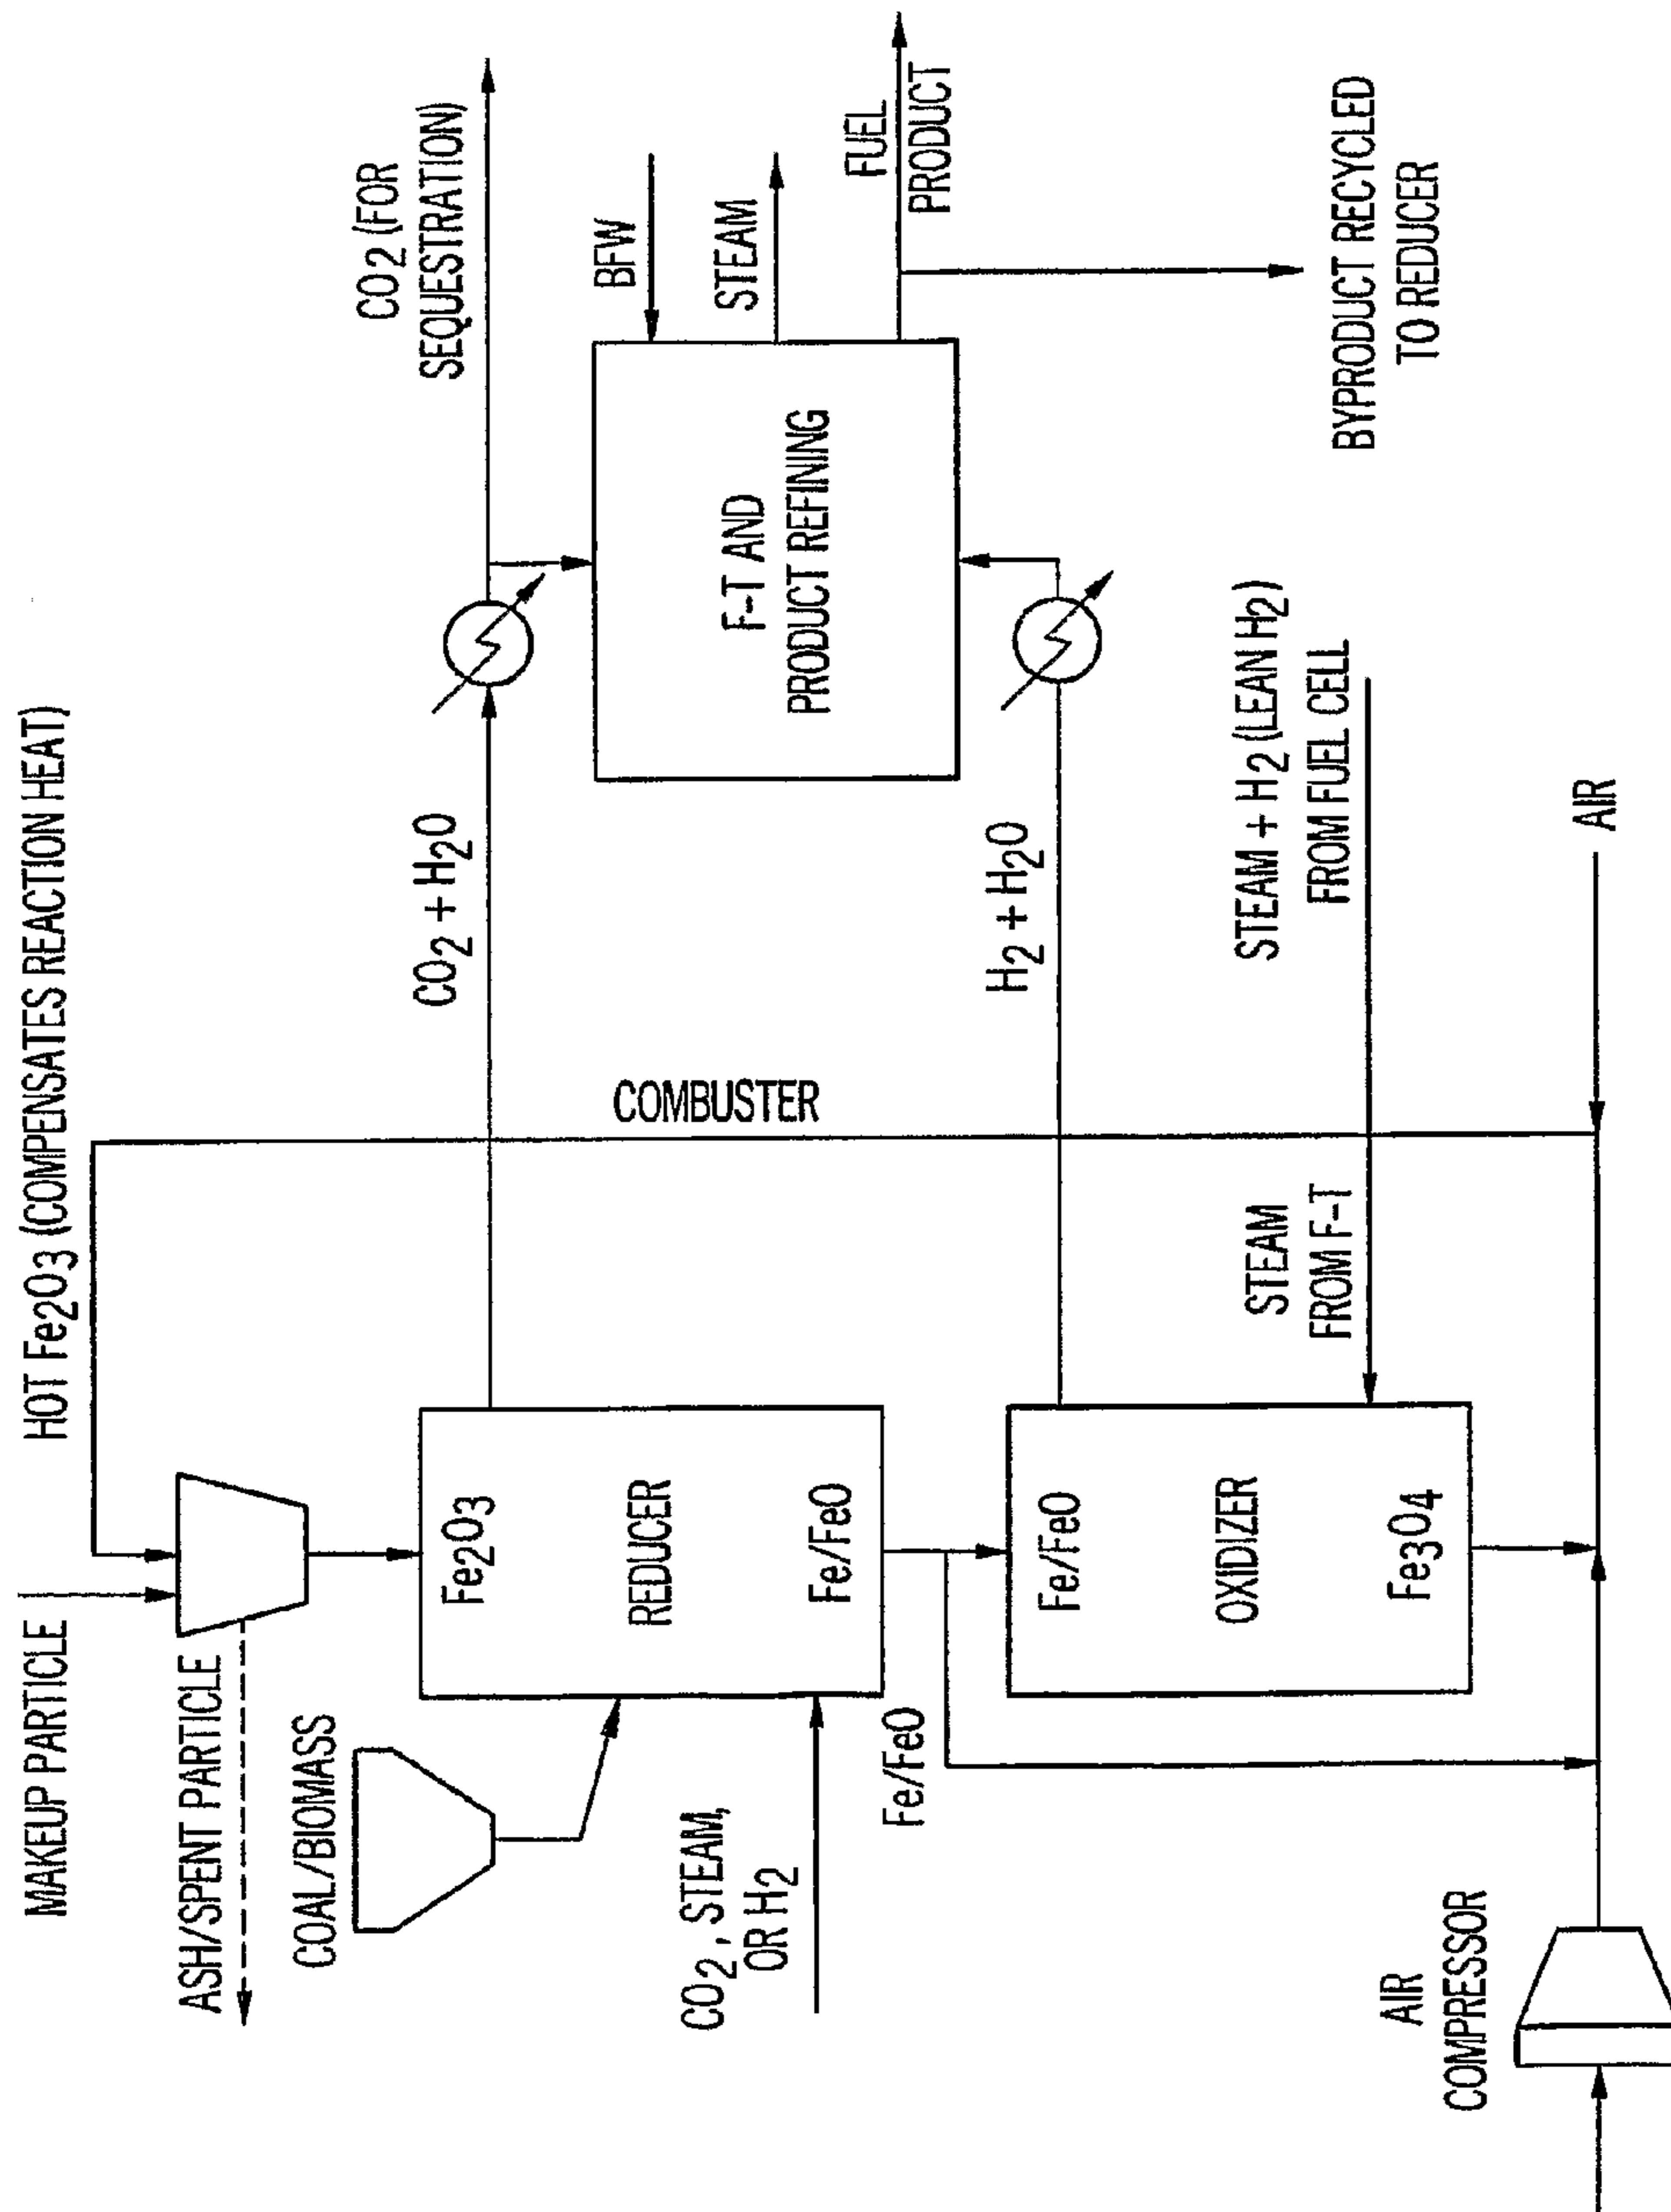 HOT Fe2O3 (COMPENSATES REACTION HEAT)
MAKEUP PARTICLE
ASH/SPENT PARTICLE
COAL/BIOMASS
CO2, STEAM,
OR H2
Fe2O3
REDUCER
Fe/FeO
Fe/FeO
Fe/FeO
OXIDIZER
Fe3O4
AIR
COMPRESSOR
COMBUSTER
CO2 + H2O
H2 + H2O
STEAM
FROM F-T
STEAM + H2 (LEAN H2)
FROM FUEL CELL
AIR
CO2 (FOR
SEQUESTRATION)
F-T AND
PRODUCT REFINING
BFW
STEAM
FUEL
PRODUCT
BYPRODUCT RECYCLED
TO REDUCER